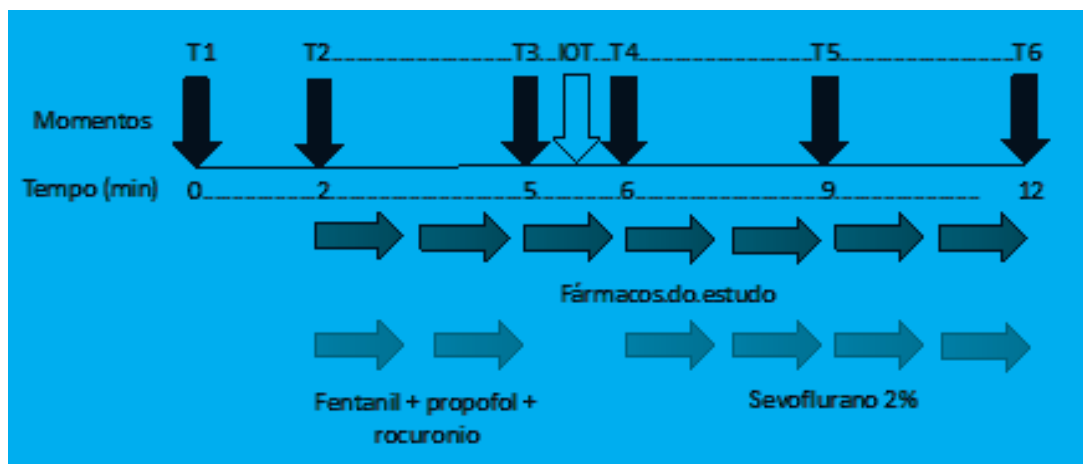 T1 T2 T3 IOT T4 T5 T6
Momentos
Tempo (min) 0 2 5 6 9 12
Fármacos.do.estudo
Fentanil + propofol + Sevoflurano 2%
rocuronio